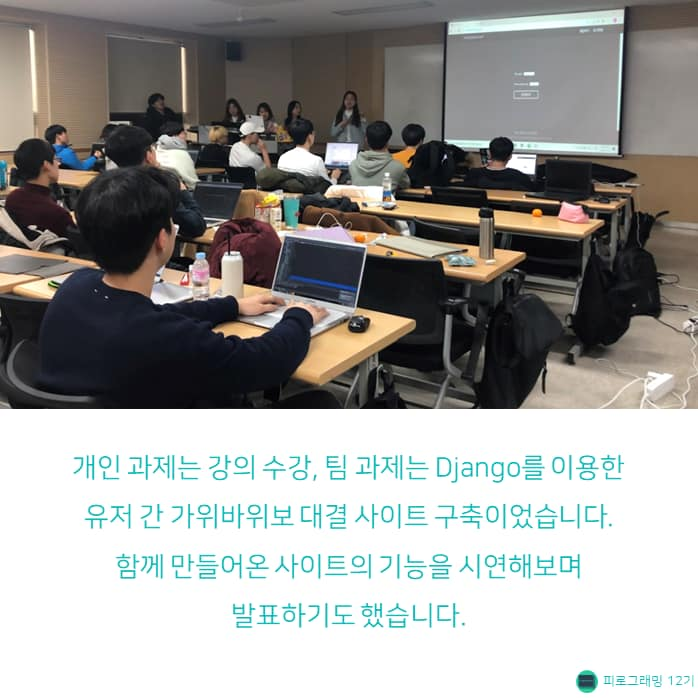 개인 과제는 강의 수강, 팀 과제는 Django를 이용한
유저 간 가위바위보 대결 사이트 구축이었습니다.
함께 만들어온 사이트의 기능을 시연해보며
발표하기도 했습니다.
피로그래밍 12기